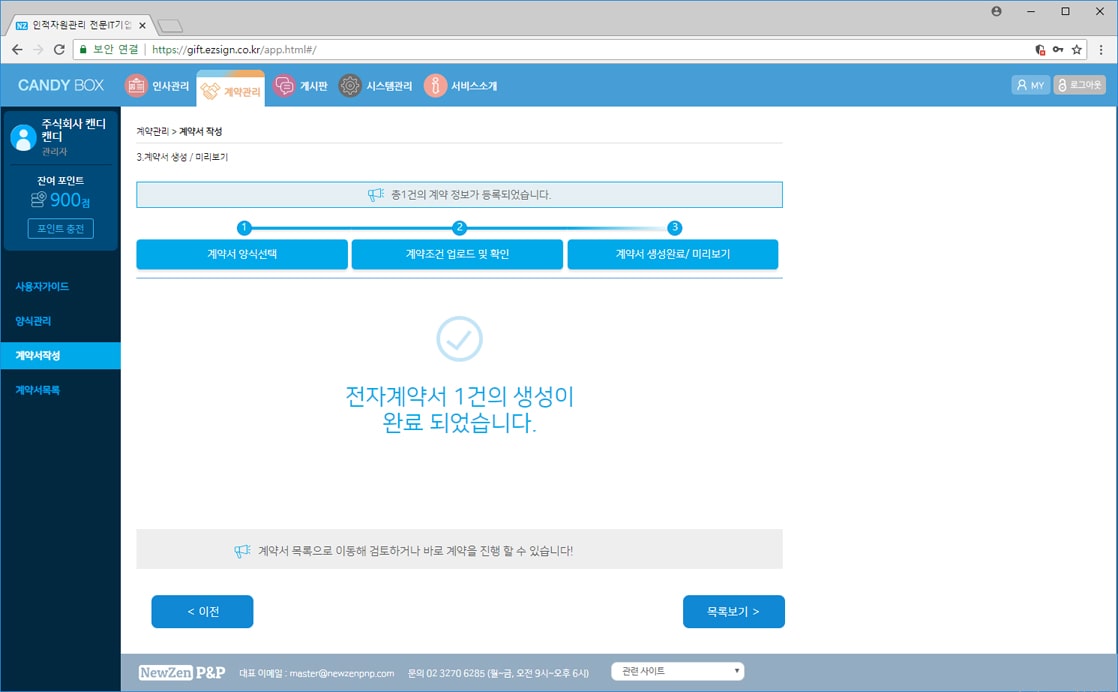 인적자원관리 전문IT기업
보안 연결 | https://gift.ezsign.co.kr/app.html#/
CANDY BOX
인사관리
계약관리
게시판
시스템관리
서비스소개
MY
로그아웃
주식회사 캔디
캔디
관리자
잔여 포인트
900점
포인트 충전
사용자가이드
양식관리
계약서작성
계약서목록
계약관리 > 계약서 작성
3.계약서 생성 / 미리보기
총1건의 계약 정보가 등록되었습니다.
1 2 3
계약서 양식선택
계약조건 업로드 및 확인
계약서 생성완료/ 미리보기
전자계약서 1건의 생성이
완료 되었습니다.
계약서 목록으로 이동해 검토하거나 바로 계약을 진행 할 수 있습니다!
< 이전
목록보기 >
NewZen P&P
대표 이메일 : master@newzenpnp.com
문의 02 3270 6285 (월~금, 오전 9시~오후 6시)
관련 사이트